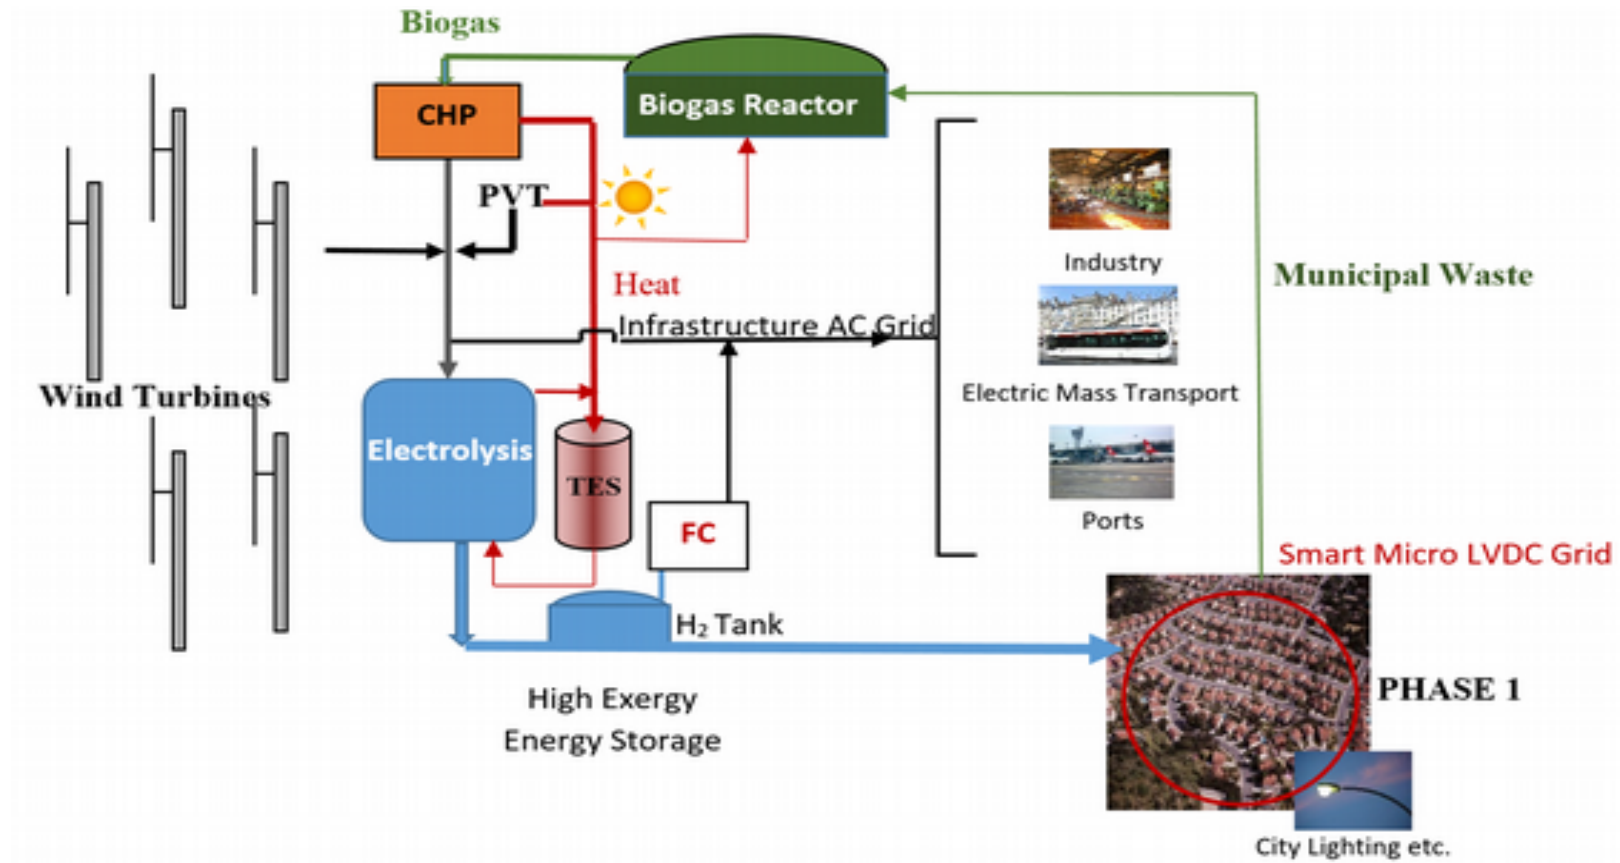 Biogas
CHP
Biogas Reactor
PVT
Industry
Municipal Waste
Heat
Infrastructure AC Grid
Wind Turbines
Electric Mass Transport
Electrolysis
TES
FC
Ports
Smart Micro LVDC Grid
H₂ Tank
PHASE 1
High Exergy
Energy Storage
City Lighting etc.